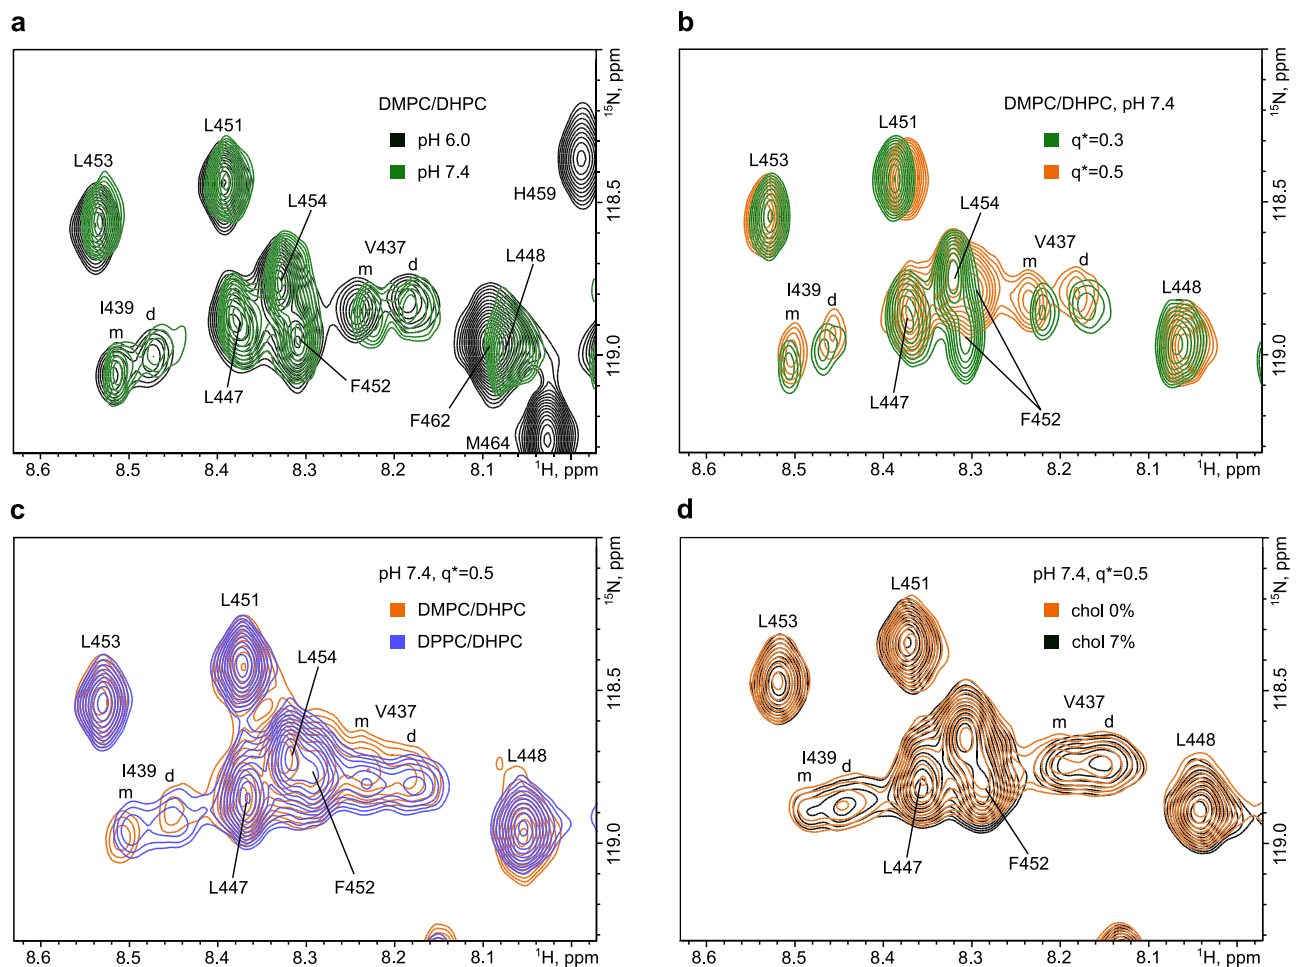 a
DMPC/DHPC
pH 6.0
pH 7.4
L451
L453
L454
H459
V437
m d
L448
I439
m d
L447
F452
F462
M464
15N, ppm
118.5
119.0
8.6 8.5 8.4 8.3 8.2 8.1 1H, ppm
b
DMPC/DHPC, pH 7.4
q*=0.3
q*=0.5
L451
L453
L454
V437
m d
L448
I439
m d
L447
F452
15N, ppm
118.5
119.0
8.6 8.5 8.4 8.3 8.2 8.1 1H, ppm
c
pH 7.4, q*=0.5
DMPC/DHPC
DPPC/DHPC
L451
L453
L454
V437
m d
L448
I439
m d
L447
F452
15N, ppm
118.5
119.0
8.6 8.5 8.4 8.3 8.2 8.1 1H, ppm
d
pH 7.4, q*=0.5
chol 0%
chol 7%
L451
L453
V437
m d
L448
I439
m d
L447
F452
15N, ppm
118.5
119.0
8.6 8.5 8.4 8.3 8.2 8.1 1H, ppm